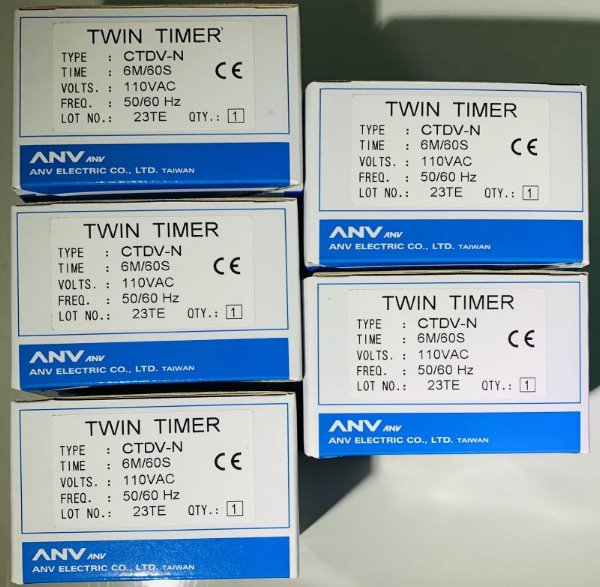 TWIN TIMER
TYPE : CTDV-N
TIME : 6M/60S CE
VOLTS. : 110VAC
FREQ. : 50/60 Hz
LOT NO.: 23TE QTY.: 1
ANV ANV
ANV ELECTRIC CO., LTD. TAIWAN
TWIN TIMER
TYPE : CTDV-N
TIME : 6M/60S CE
VOLTS. : 110VAC
FREQ. : 50/60 Hz
LOT NO.: 23TE QTY.: 1
ANV ANV
ANV ELECTRIC CO., LTD. TAIWAN
TWIN TIMER
TYPE : CTDV-N
TIME : 6M/60S CE
VOLTS. : 110VAC
FREQ. : 50/60 Hz
LOT NO.: 23TE QTY.: 1
ANV ANV
ANV ELECTRIC CO., LTD. TAIWAN
TWIN TIMER
TYPE : CTDV-N
TIME : 6M/60S CE
VOLTS. : 110VAC
FREQ. : 50/60 Hz
LOT NO.: 23TE QTY.: 1
ANV ANV
ANV ELECTRIC CO., LTD. TAIWAN
TWIN TIMER
TYPE : CTDV-N
TIME : 6M/60S CE
VOLTS. : 110VAC
FREQ. : 50/60 Hz
LOT NO.: 23TE QTY.: 1
ANV ANV
ANV ELECTRIC CO., LTD. TAIWAN